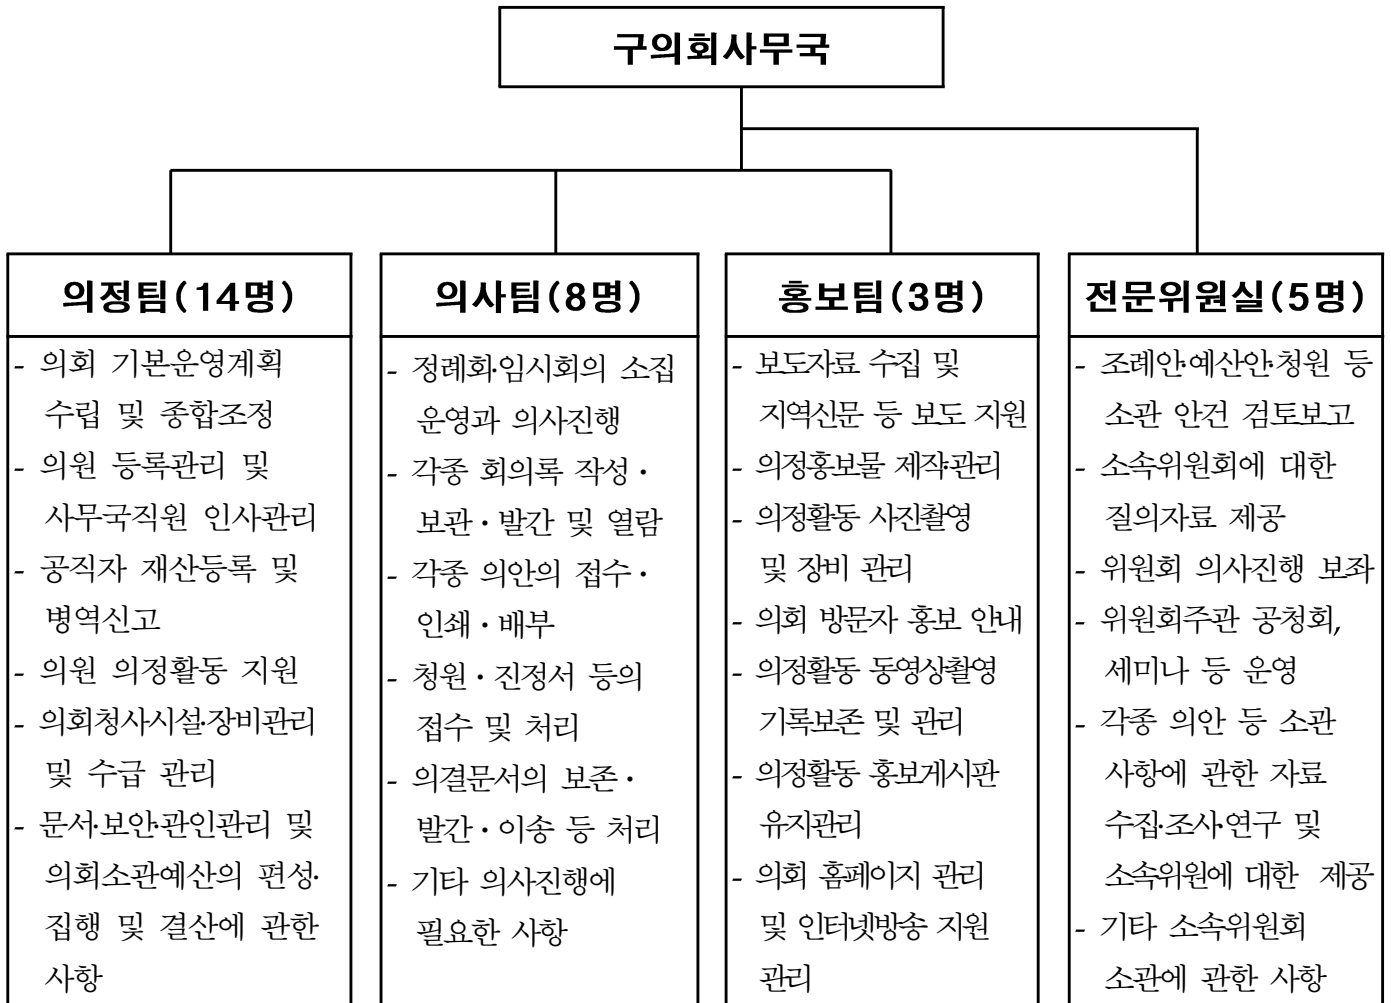 구의회사무국
의정팀(14명)
- 의회 기본운영계획
수립 및 종합조정
- 의원 등록관리 및
사무국직원 인사관리
- 공직자 재산등록 및
병역신고
- 의원 의정활동 지원
- 의회청사시설·장비관리
및 수급 관리
- 문서·보안·관인관리 및
의회소관예산의 편성·
집행 및 결산에 관한
사항
의사팀(8명)
- 정례회·임시회의 소집
운영과 의사진행
- 각종 회의록 작성·
보관·발간 및 열람
- 각종 의안의 접수·
인쇄·배부
- 청원·진정서 등의
접수 및 처리
- 의결문서의 보존·
발간·이송 등 처리
- 기타 의사진행에
필요한 사항
홍보팀(3명)
- 보도자료 수집 및
지역신문 등 보도 지원
- 의정홍보물 제작·관리
- 의정활동 사진촬영
및 장비 관리
- 의회 방문자 홍보 안내
- 의정활동 동영상촬영
기록보존 및 관리
- 의정활동 홍보게시판
유지관리
- 의회 홈페이지 관리
및 인터넷방송 지원
관리
전문위원실(5명)
- 조례안·예산안·청원 등
소관 안건 검토보고
- 소속위원회에 대한
질의자료 제공
- 위원회 의사진행 보좌
- 위원회주관 공청회,
세미나 등 운영
- 각종 의안 등 소관
사항에 관한 자료
수집·조사·연구 및
소속위원에 대한 제공
- 기타 소속위원회
소관에 관한 사항